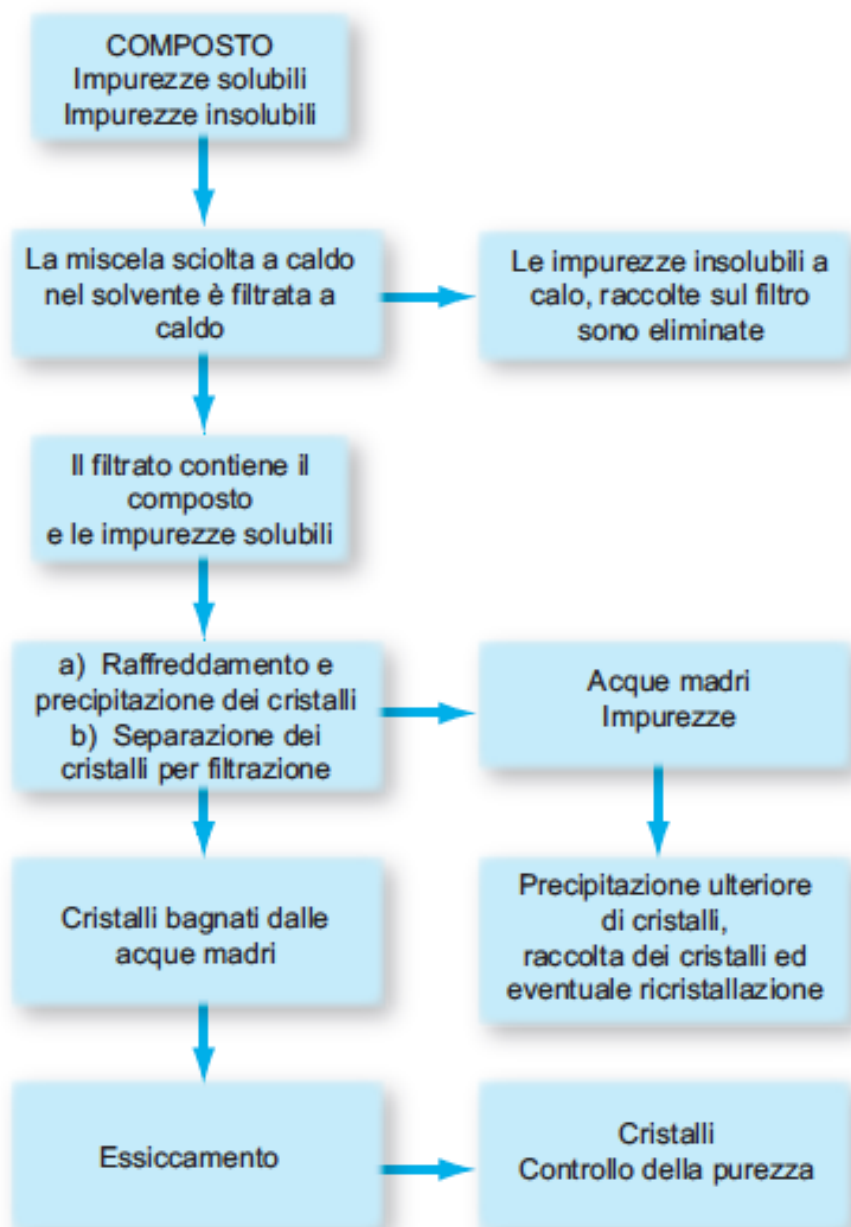 COMPOSTO
Impurezze solubili
Impurezze insolubili
La miscela sciolta a caldo
nel solvente è filtrata a
caldo
Le impurezze insolubili a
calo, raccolte sul filtro
sono eliminate
Il filtrato contiene il
composto
e le impurezze solubili
a) Raffreddamento e
precipitazione dei cristalli
b) Separazione dei
cristalli per filtrazione
Acque madri
Impurezze
Cristalli bagnati dalle
acque madri
Precipitazione ulteriore
di cristalli,
raccolta dei cristalli ed
eventuale ricristallazione
Essiccamento
Cristalli
Controllo della purezza